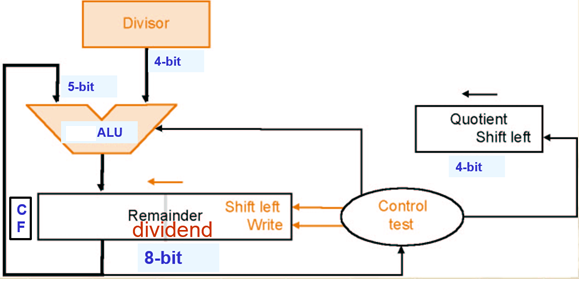 Divisor
4-bit
5-bit
ALU
Quotient
Shift left
4-bit
C
F
Remainder
dividend
Shift left
Write
8-bit
Control
test